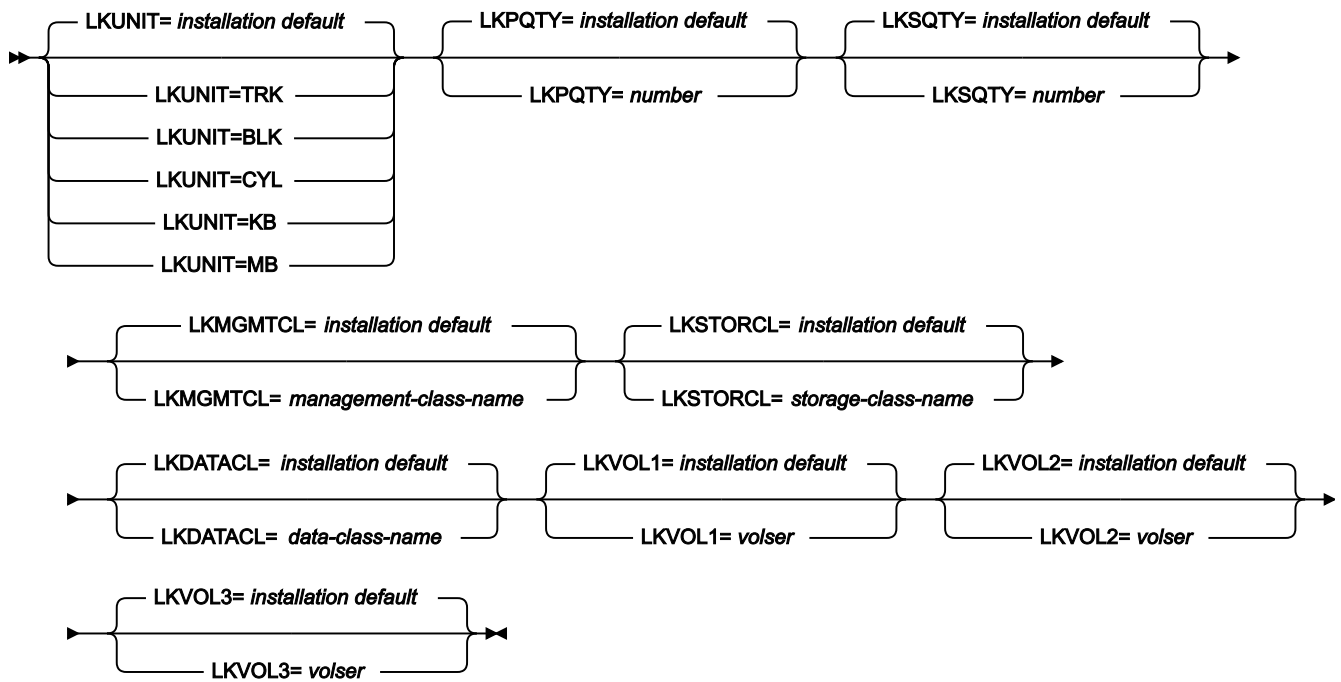 LKUNIT= installation default LKPQTY= installation default LKSQTY= installation default
LKUNIT=TRK LKPQTY= number LKSQTY= number
LKUNIT=BLK
LKUNIT=CYL
LKUNIT=KB
LKUNIT=MB
LKMGMTCL= installation default LKSTORCL= installation default
LKMGMTCL= management-class-name LKSTORCL= storage-class-name
LKDATACL= installation default LKVOL1= installation default LKVOL2= installation default
LKDATACL= data-class-name LKVOL1= volser LKVOL2= volser
LKVOL3= installation default
LKVOL3= volser